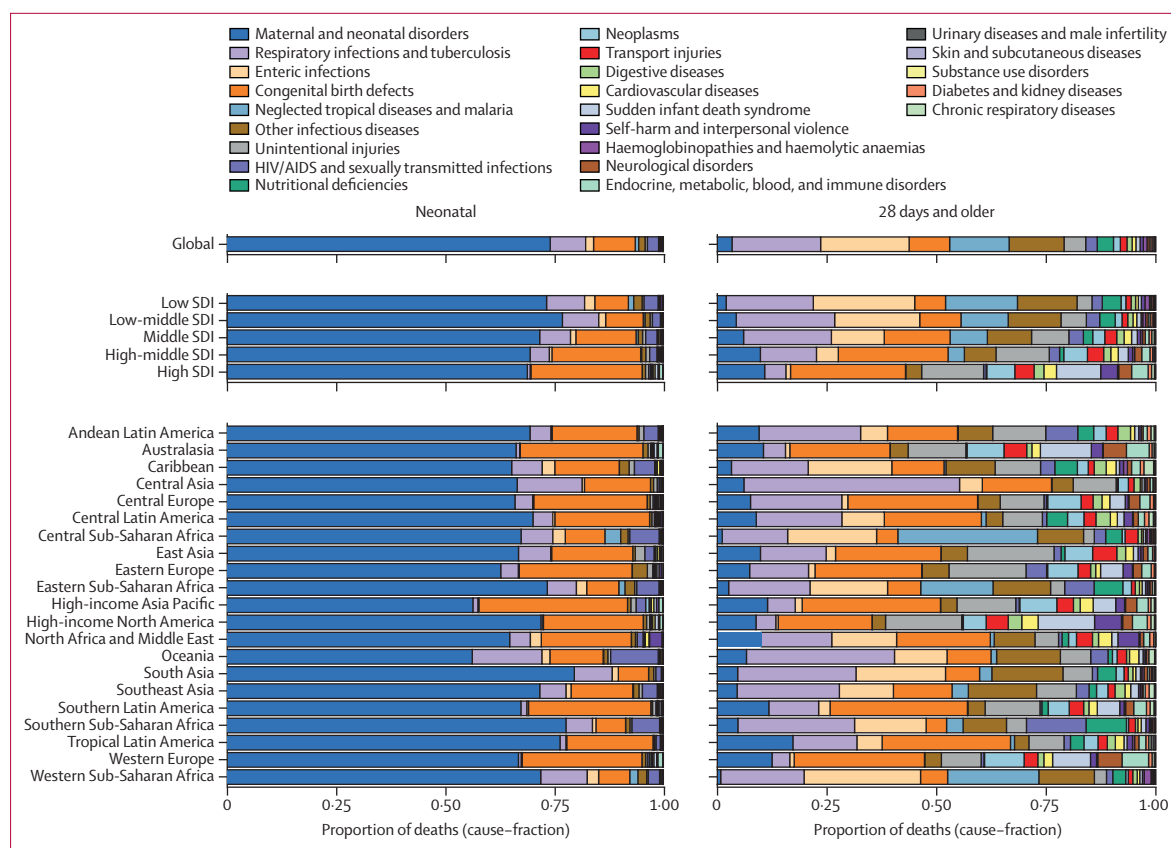 Maternal and neonatal disorders
Respiratory infections and tuberculosis
Enteric infections
Congenital birth defects
Neglected tropical diseases and malaria
Other infectious diseases
Unintentional injuries
HIV/AIDS and sexually transmitted infections
Nutritional deficiencies
Neoplasms
Transport injuries
Digestive diseases
Cardiovascular diseases
Sudden infant death syndrome
Self-harm and interpersonal violence
Haemoglobinopathies and haemolytic anaemias
Neurological disorders
Endocrine, metabolic, blood, and immune disorders
Urinary diseases and male infertility
Skin and subcutaneous diseases
Substance use disorders
Diabetes and kidney diseases
Chronic respiratory diseases
Neonatal
28 days and older
Global
Low SDI
Low-middle SDI
Middle SDI
High-middle SDI
High SDI
Andean Latin America
Australasia
Caribbean
Central Asia
Central Europe
Central Latin America
Central Sub-Saharan Africa
East Asia
Eastern Europe
Eastern Sub-Saharan Africa
High-income Asia Pacific
High-income North America
North Africa and Middle East
Oceania
South Asia
Southeast Asia
Southern Latin America
Southern Sub-Saharan Africa
Tropical Latin America
Western Europe
Western Sub-Saharan Africa
0 0·25 0·50 0·75 1·00
Proportion of deaths (cause–fraction)
0 0·25 0·50 0·75 1·00
Proportion of deaths (cause–fraction)